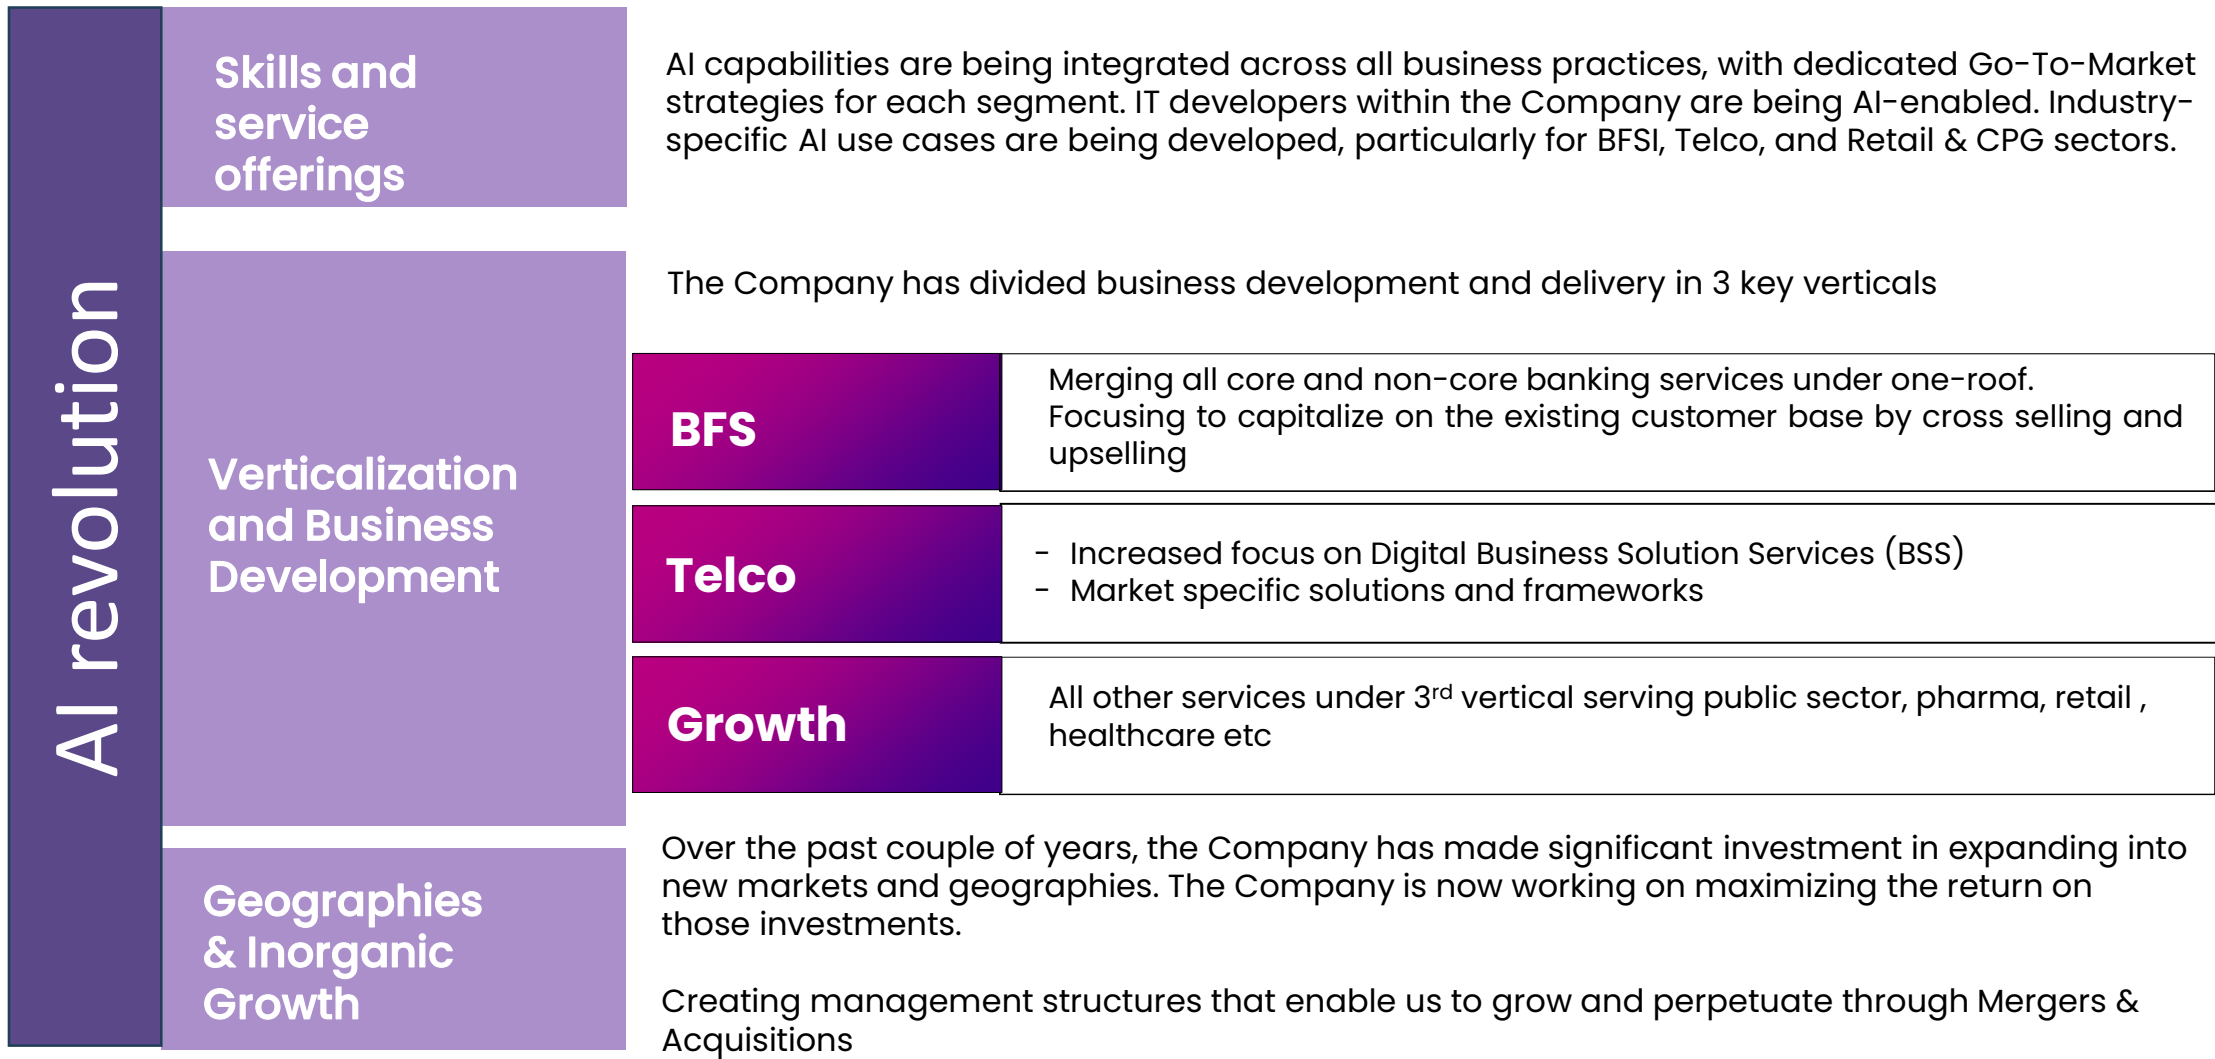 AI revolution
Skills and
service
offerings
AI capabilities are being integrated across all business practices, with dedicated Go-To-Market
strategies for each segment. IT developers within the Company are being AI-enabled. Industry-
specific AI use cases are being developed, particularly for BFSI, Telco, and Retail & CPG sectors.
Verticalization
and Business
Development
The Company has divided business development and delivery in 3 key verticals
BFS
Merging all core and non-core banking services under one-roof.
Focusing to capitalize on the existing customer base by cross selling and
upselling
Telco
- Increased focus on Digital Business Solution Services (BSS)
- Market specific solutions and frameworks
Growth
All other services under 3rd vertical serving public sector, pharma, retail ,
healthcare etc
Geographies
& Inorganic
Growth
Over the past couple of years, the Company has made significant investment in expanding into
new markets and geographies. The Company is now working on maximizing the return on
those investments.
Creating management structures that enable us to grow and perpetuate through Mergers &
Acquisitions